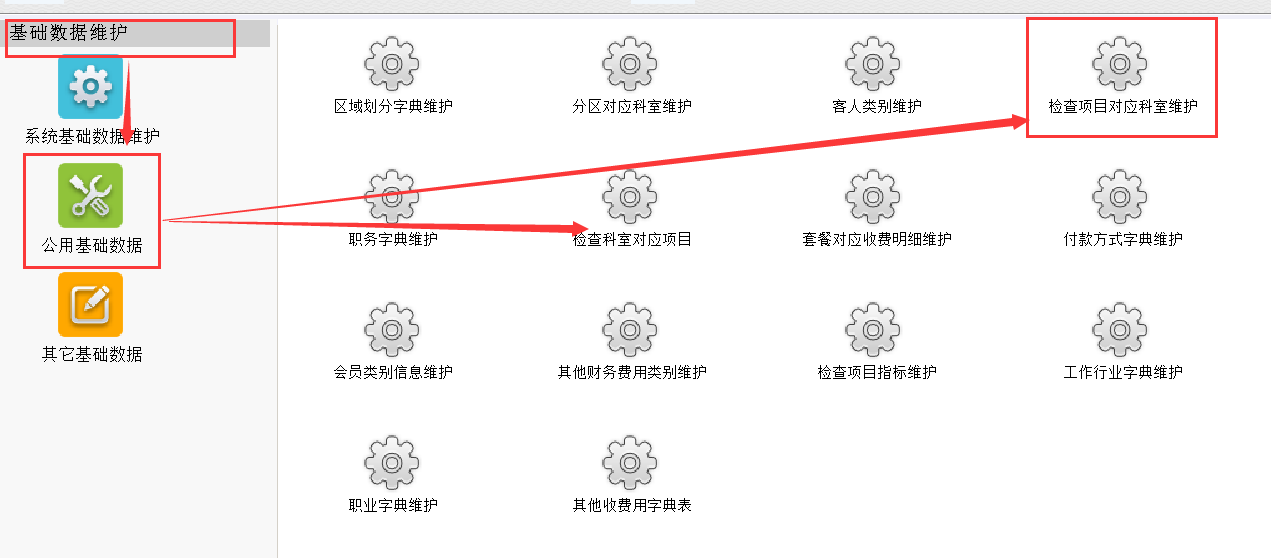 基础数据维护
系统基础数据维护
公用基础数据
其它基础数据
区域划分字典维护
分区对应科室维护
客人类别维护
检查项目对应科室维护
职务字典维护
检查科室对应项目
套餐对应收费明细维护
付款方式字典维护
会员类别信息维护
其他财务费用类别维护
检查项目指标维护
工作行业字典维护
职业字典维护
其他收费用字典表